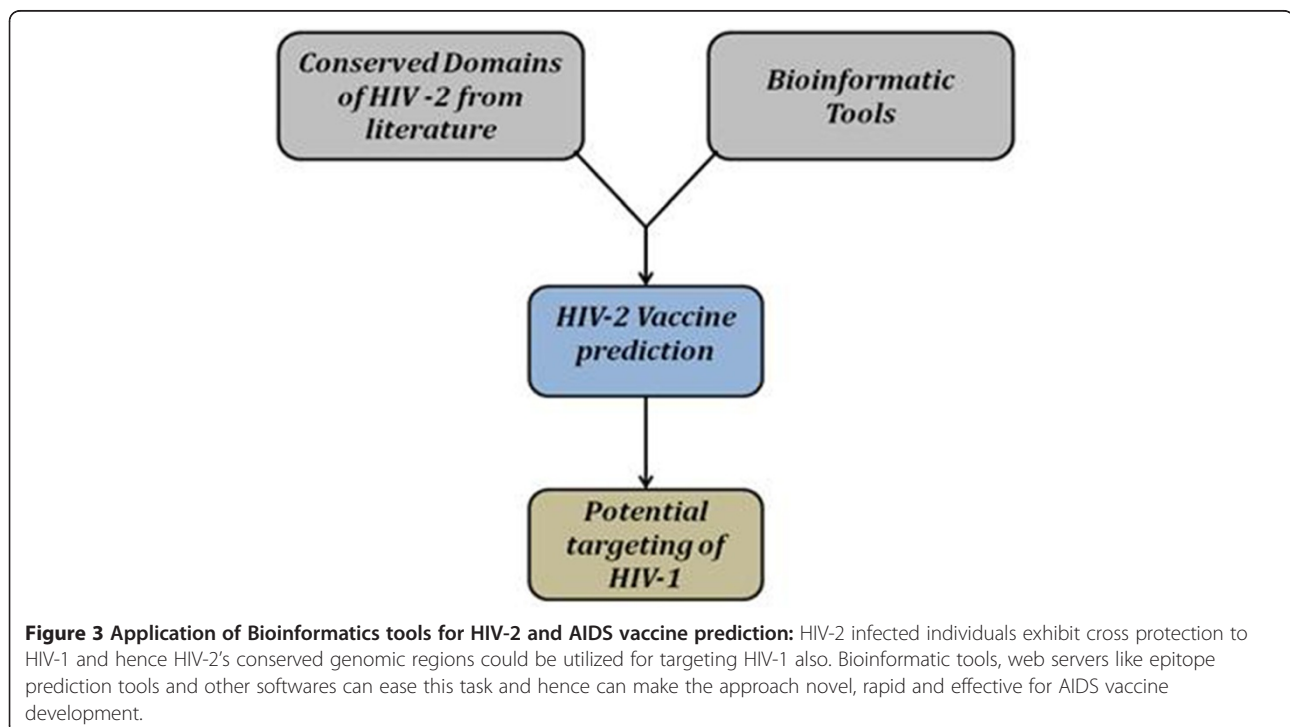 Conserved Domains
of HIV -2 from
literature
Bioinformatic
Tools
HIV-2 Vaccine
prediction
Potential
targeting of
HIV-1
Figure 3 Application of Bioinformatics tools for HIV-2 and AIDS vaccine prediction: HIV-2 infected individuals exhibit cross protection to
HIV-1 and hence HIV-2's conserved genomic regions could be utilized for targeting HIV-1 also. Bioinformatic tools, web servers like epitope
prediction tools and other softwares can ease this task and hence can make the approach novel, rapid and effective for AIDS vaccine
development.